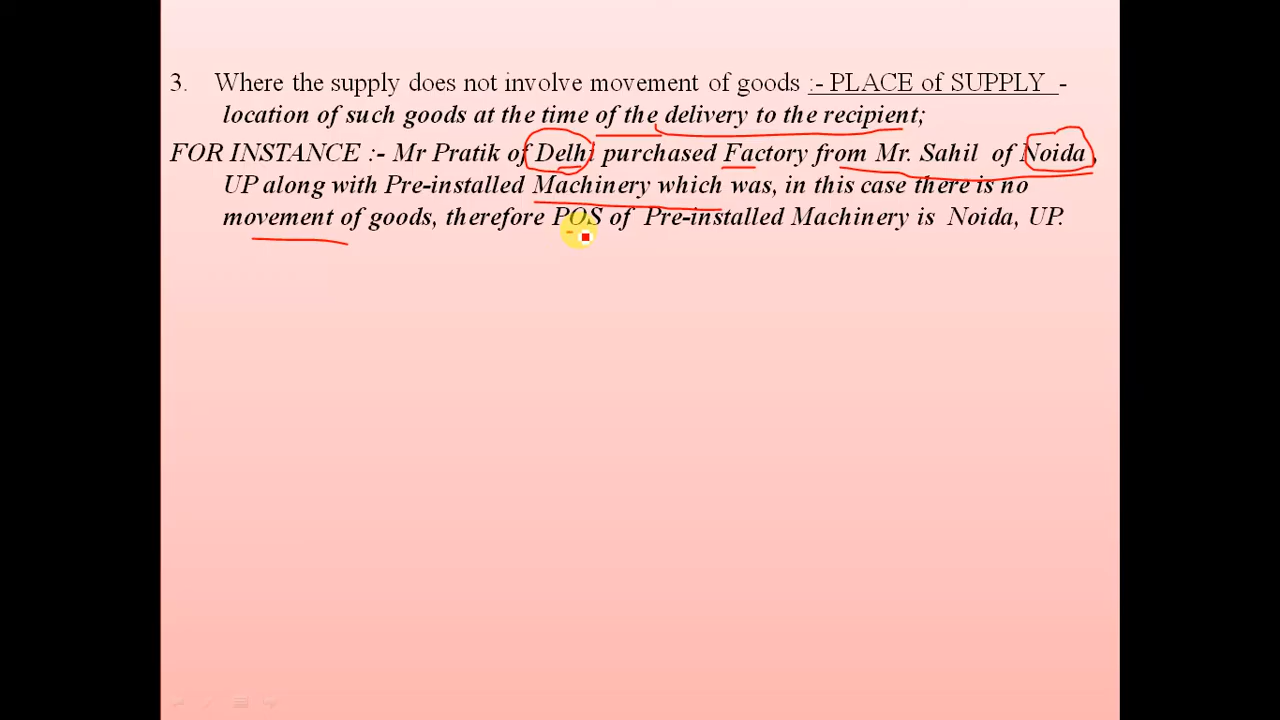 3. Where the supply does not involve movement of goods :- PLACE of SUPPLY -
location of such goods at the time of the delivery to the recipient;
FOR INSTANCE :- Mr Pratik of Delhi purchased Factory from Mr. Sahil of Noida,
UP along with Pre-installed Machinery which was, in this case there is no
movement of goods, therefore POS of Pre-installed Machinery is Noida, UP.